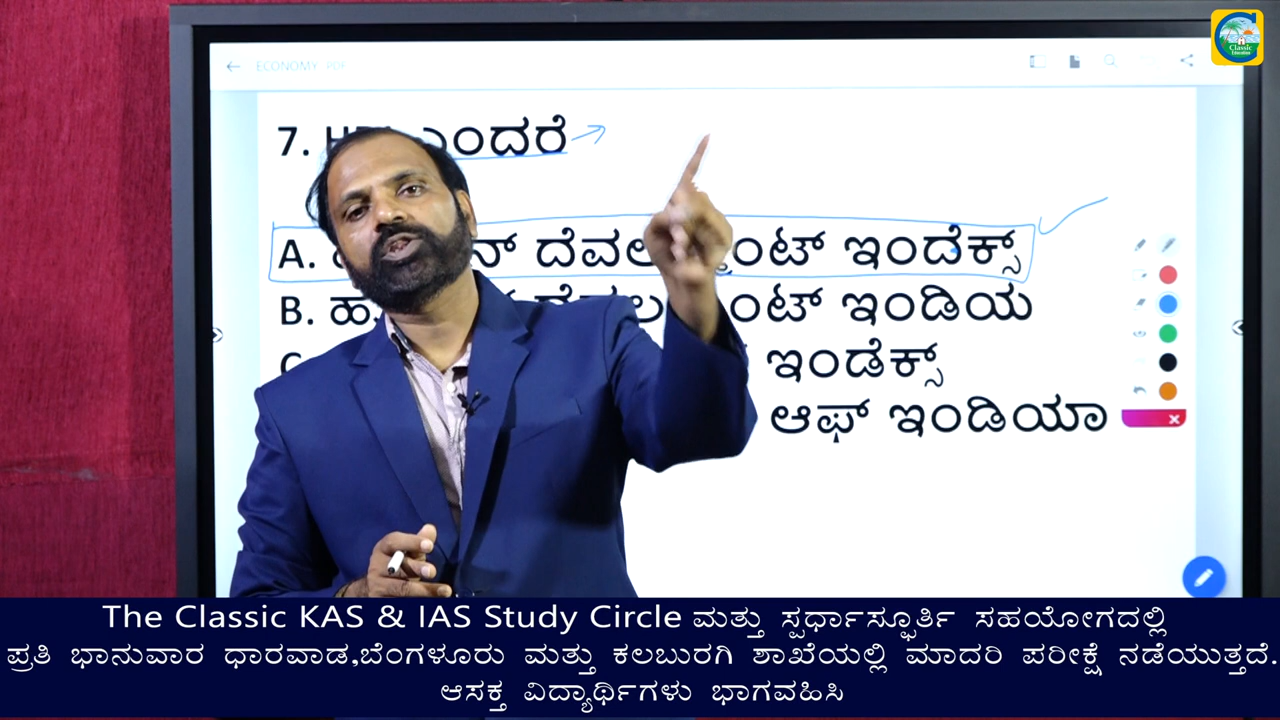 Classic
Education
ECONOMY PDF
7. ಎಂದರೆ
A. ಇಂಡೆಕ್ಸ್
B. ಇಂಡಿಯ
ಇಂಡೆಕ್ಸ್
ಆಫ್ ಇಂಡಿಯಾ
The Classic KAS & IAS Study Circle ಮತ್ತು ಸ್ಪರ್ಧಾಸ್ಫೂರ್ತಿ ಸಹಯೋಗದಲ್ಲಿ
ಪ್ರತಿ ಭಾನುವಾರ ಧಾರವಾಡ,ಬೆಂಗಳೂರು ಮತ್ತು ಕಲಬುರಗಿ ಶಾಖೆಯಲ್ಲಿ ಮಾದರಿ ಪರೀಕ್ಷೆ ನಡೆಯುತ್ತದೆ.
ಆಸಕ್ತ ವಿದ್ಯಾರ್ಥಿಗಳು ಭಾಗವಹಿಸಿ